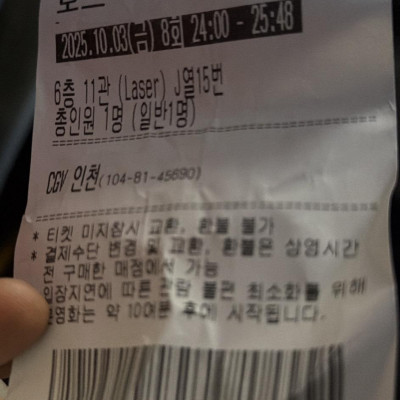 2025.10.03(금) 8회 24:00 - 25:48
6층 11관 (Laser) J열15번
총인원 1명 (일반1명)
CGV 인천(104-81-45690)
* 티켓 미지참시 교환, 환불 불가
* 결제수단 변경 및 교환, 환불은 상영시간
전 구매한 매점에서 가능
입장지연에 따른 관람 불편 최소화를 위해
영화는 약 10여분 후에 시작됩니다.